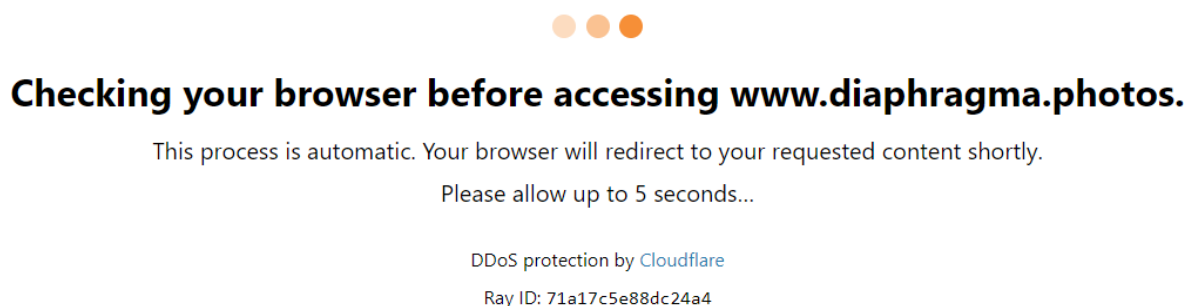 Checking your browser before accessing www.diaphragma.photos.
This process is automatic. Your browser will redirect to your requested content shortly.
Please allow up to 5 seconds...
DDoS protection by Cloudflare
Ray ID: 71a17c5e88dc24a4